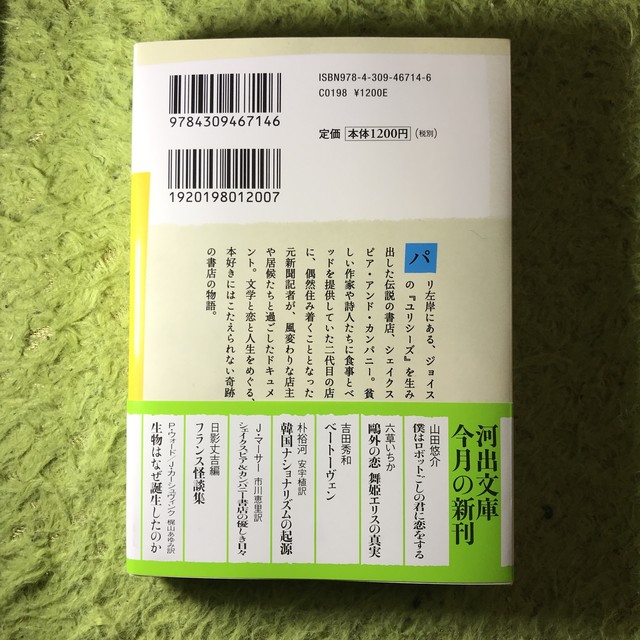 ISBN978-4-309-46714-6
C0198 ¥1200E
定価 本体1200円 (税別)
9784309467146
1920198012007
パリ左岸にある、ジョイス
の『ユリシーズ』を生み
出した伝説の書店、シェイクス
ピア・アンド・カンパニー。貧
しい作家や詩人たちに食事とベ
ッドを提供していた二代目の店
に、偶然住み着くこととなった
元新聞記者が、風変わりな店主
や居候たちと過ごしたドキュメ
ント。文学と恋と人生をめぐる、
本好きにはこたえられない奇跡
の書店の物語。
河出文庫
今月の新刊
山田悠介
僕はロボットごしの君に恋をする
六草いちか
鷗外の恋 舞姫エリスの真実
吉田秀和
ベートーヴェン
朴裕河 安宇植訳
韓国ナショナリズムの起源
J・マーサー 市川恵里訳
シェイクスピア&カンパニー書店の優しき日々
日影丈吉編
フランス怪談集
P・ウォード J・カーシュヴィンク 梶山あゆみ訳
生物はなぜ誕生したのか